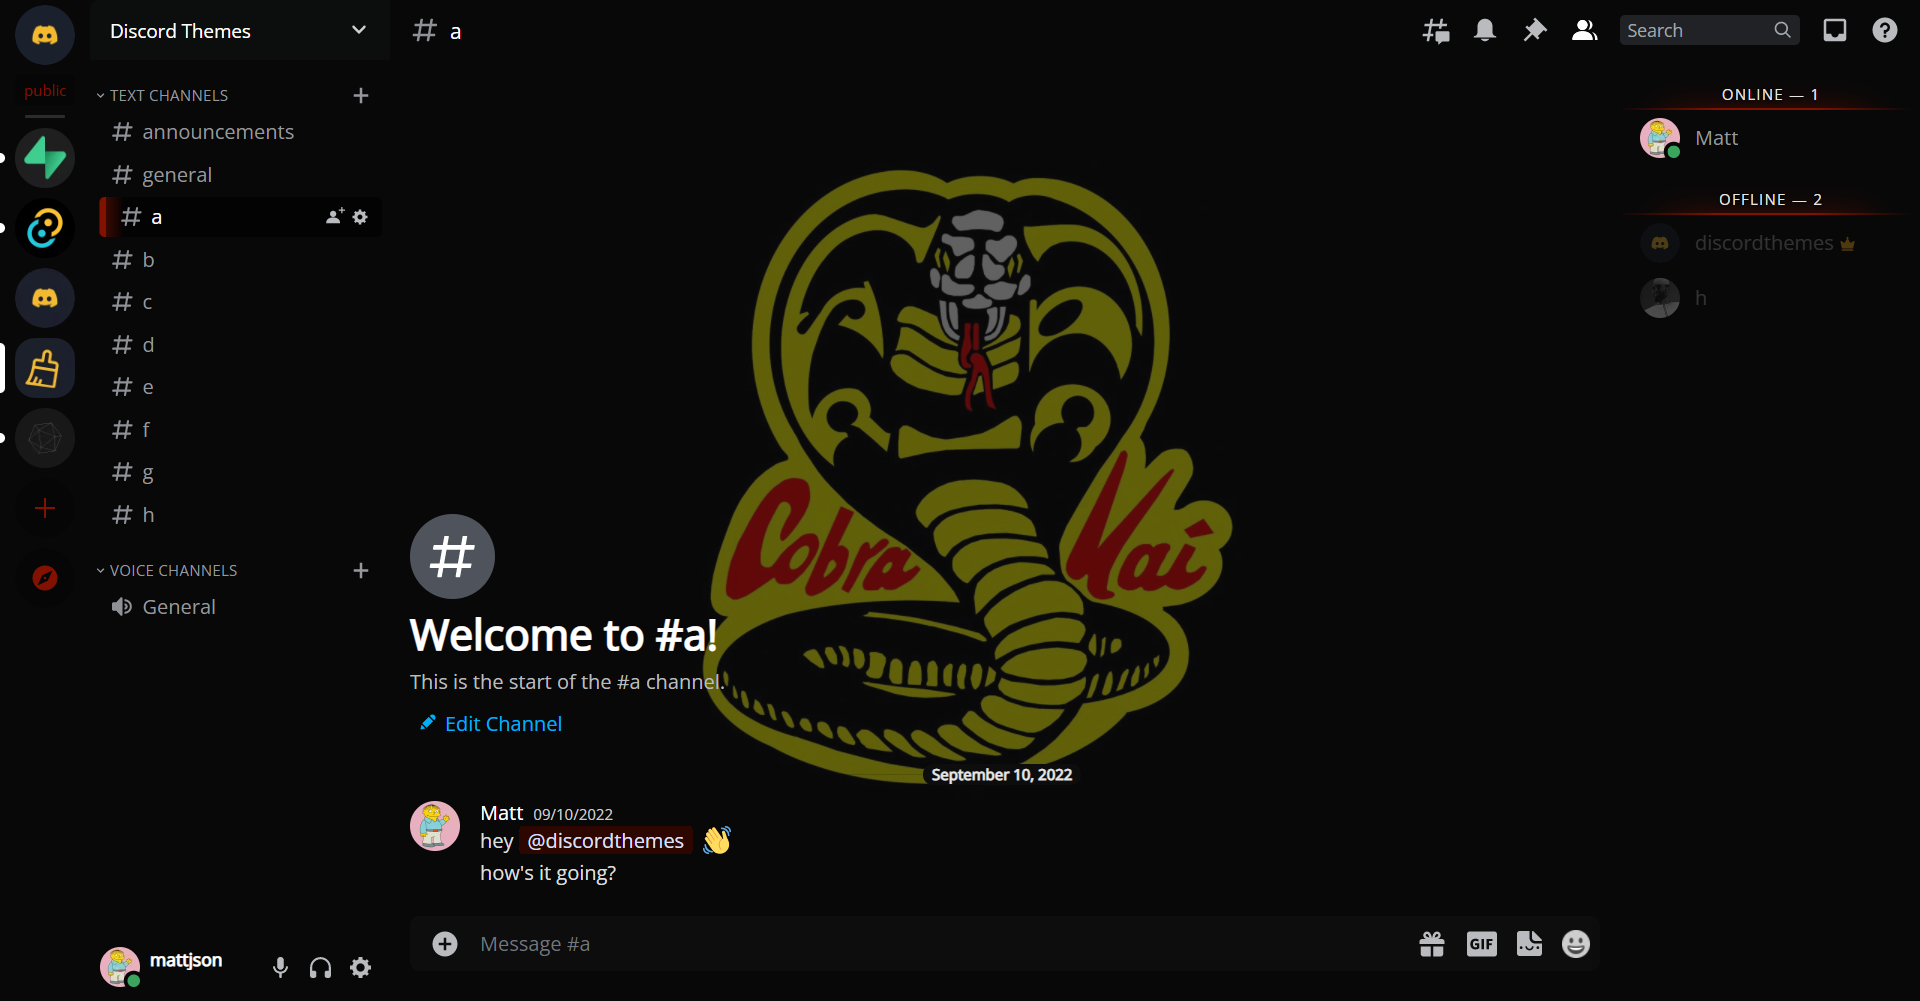 Discord Themes
# a
Search
public
TEXT CHANNELS
# announcements
# general
# a
# b
# c
# d
# e
# f
# g
# h
VOICE CHANNELS
General
ONLINE — 1
Matt
OFFLINE — 2
discordthemes
h
Cobra Kai
#
Welcome to #a!
This is the start of the #a channel.
Edit Channel
September 10, 2022
Matt 09/10/2022
hey @discordthemes 👋
how's it going?
Message #a
GIF
mattjson